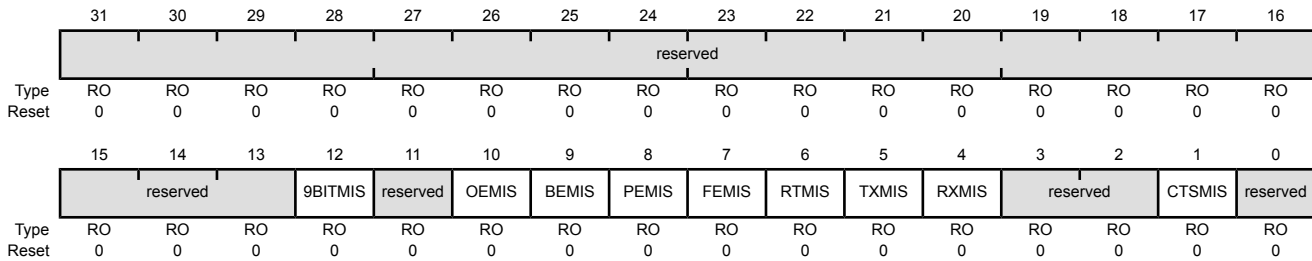 31 30 29 28 27 26 25 24 23 22 21 20 19 18 17 16
reserved
Type RO RO RO RO RO RO RO RO RO RO RO RO RO RO RO RO
Reset 0 0 0 0 0 0 0 0 0 0 0 0 0 0 0 0
15 14 13 12 11 10 9 8 7 6 5 4 3 2 1 0
reserved 9BITMIS reserved OEMIS BEMIS PEMIS FEMIS RTMIS TXMIS RXMIS reserved CTSMIS reserved
Type RO RO RO RO RO RO RO RO RO RO RO RO RO RO RO RO
Reset 0 0 0 0 0 0 0 0 0 0 0 0 0 0 0 0